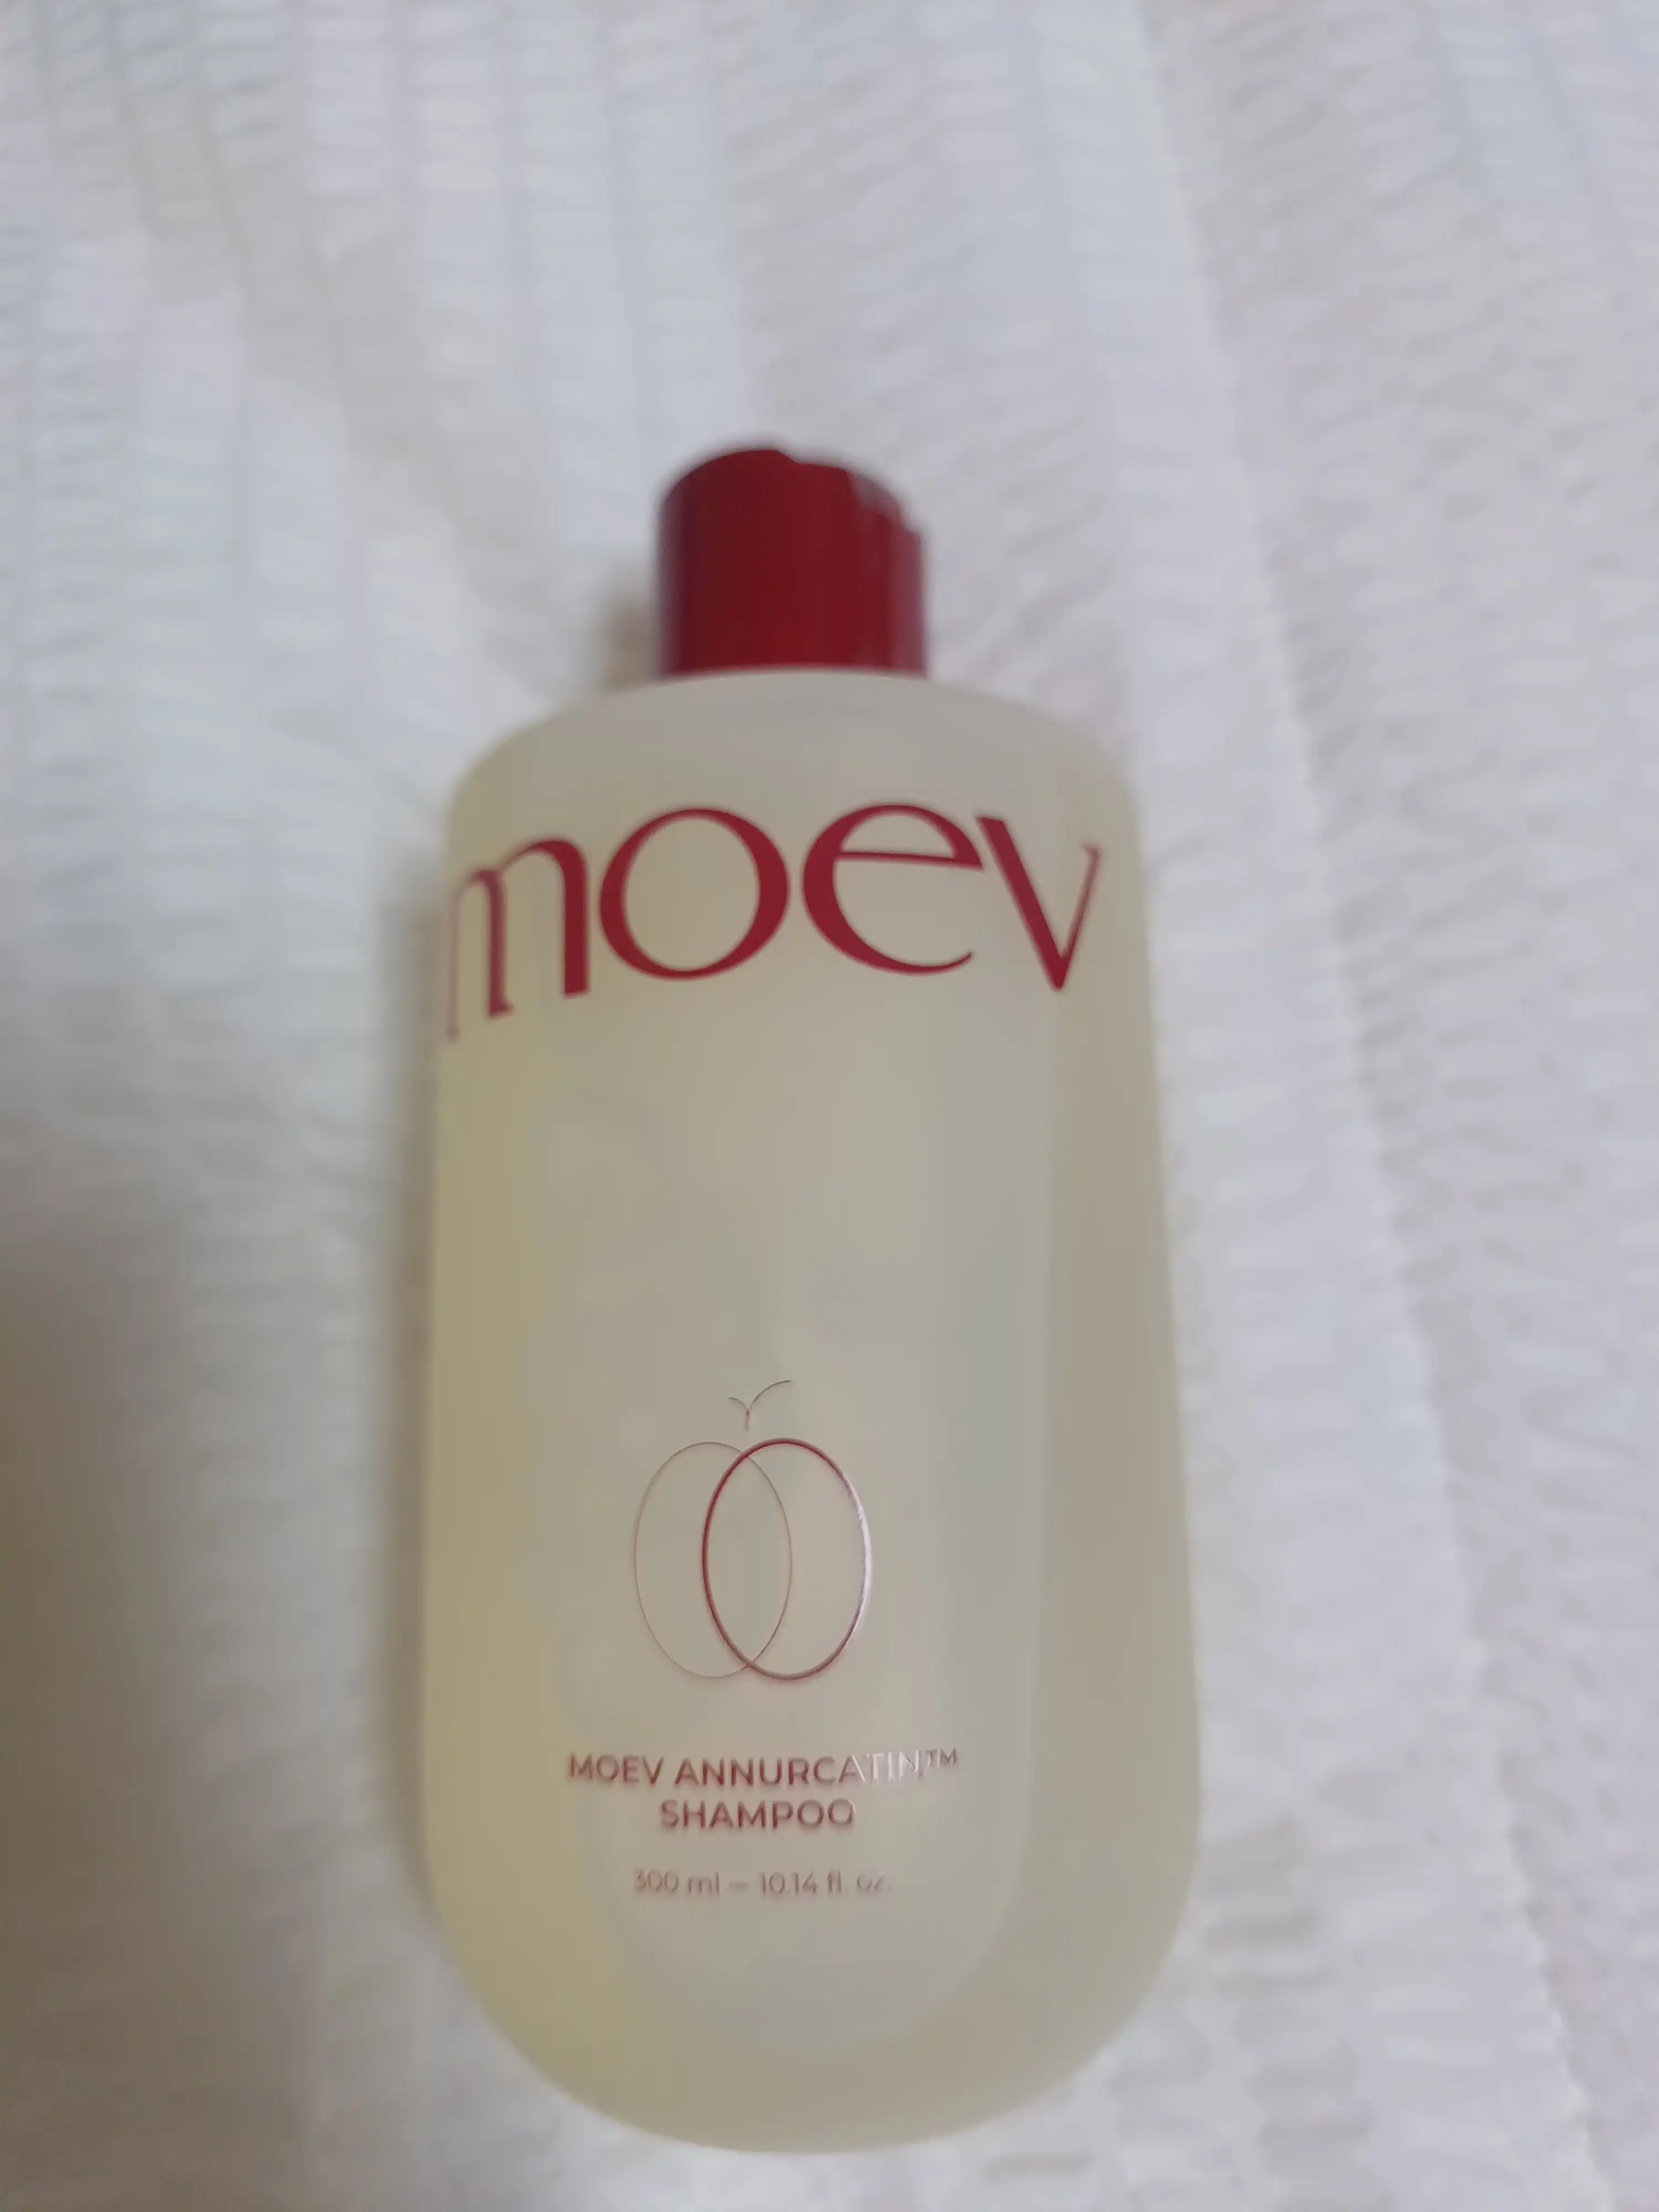 moev
MOEV ANNURCATIN™
SHAMPOO
300 ml – 10.14 fl. oz.